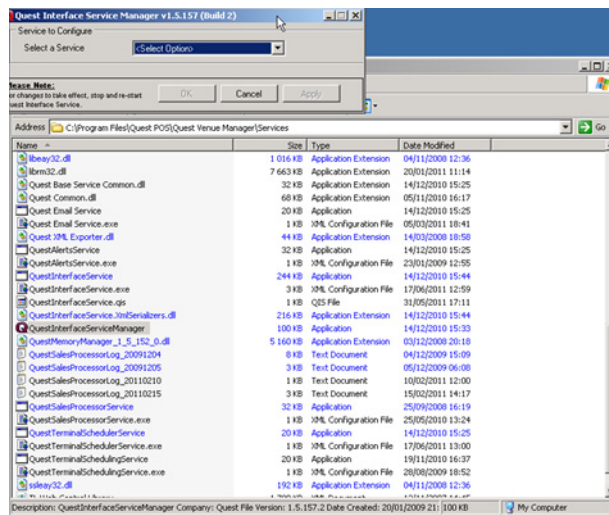 Quest Interface Service Manager v1.5.157 (Build 2)
Service to Configure
Select a Service <Select Option>
Please Note:
For changes to take effect, stop and re-start
Quest Interface Service.
OK Cancel Apply
Address C:\Program Files\Quest POS\Quest Venue Manager\Services Go
Name Size Type Date Modified
libeay32.dll 1 016 KB Application Extension 04/11/2008 12:36
librm32.dll 7 663 KB Application Extension 20/01/2011 11:14
Quest Base Service Common.dll 32 KB Application Extension 14/12/2010 15:25
Quest Common.dll 68 KB Application Extension 05/11/2010 16:17
Quest Email Service 20 KB Application 14/12/2010 15:25
Quest Email Service.exe 1 KB XML Configuration File 05/03/2011 18:41
Quest XML Exporter.dll 44 KB Application Extension 14/03/2008 18:58
QuestAlertsService 32 KB Application 14/12/2010 15:25
QuestAlertsService.exe 1 KB XML Configuration File 23/01/2009 12:55
QuestInterfaceService 244 KB Application 14/12/2010 15:44
QuestInterfaceService.exe 3 KB XML Configuration File 17/06/2011 12:59
QuestInterfaceService.qis 1 KB QIS File 31/05/2011 17:11
QuestInterfaceService.XmlSerializers.dll 216 KB Application Extension 14/12/2010 15:44
QuestInterfaceServiceManager 100 KB Application 14/12/2010 15:33
QuestMemoryManager_1_5_152_0.dll 5 160 KB Application Extension 03/12/2008 20:18
QuestSalesProcessorLog_20091204 8 KB Text Document 04/12/2009 15:09
QuestSalesProcessorLog_20091205 3 KB Text Document 05/12/2009 06:08
QuestSalesProcessorLog_20110210 1 KB Text Document 10/02/2011 12:00
QuestSalesProcessorLog_20110215 3 KB Text Document 15/02/2011 14:17
QuestSalesProcessorService 32 KB Application 25/09/2008 16:19
QuestSalesProcessorService.exe 1 KB XML Configuration File 25/05/2010 13:24
QuestTerminalSchedulerService 20 KB Application 14/12/2010 15:25
QuestTerminalSchedulerService.exe 1 KB XML Configuration File 17/06/2011 13:00
QuestTerminalSchedulingService 20 KB Application 19/11/2010 16:37
QuestTerminalSchedulingService.exe 1 KB XML Configuration File 28/08/2009 18:52
ssleay32.dll 192 KB Application Extension 04/11/2008 12:36
Description: QuestInterfaceServiceManager Company: Quest File Version: 1.5.157.2 Date Created: 20/01/2009 21: 100 KB My Computer